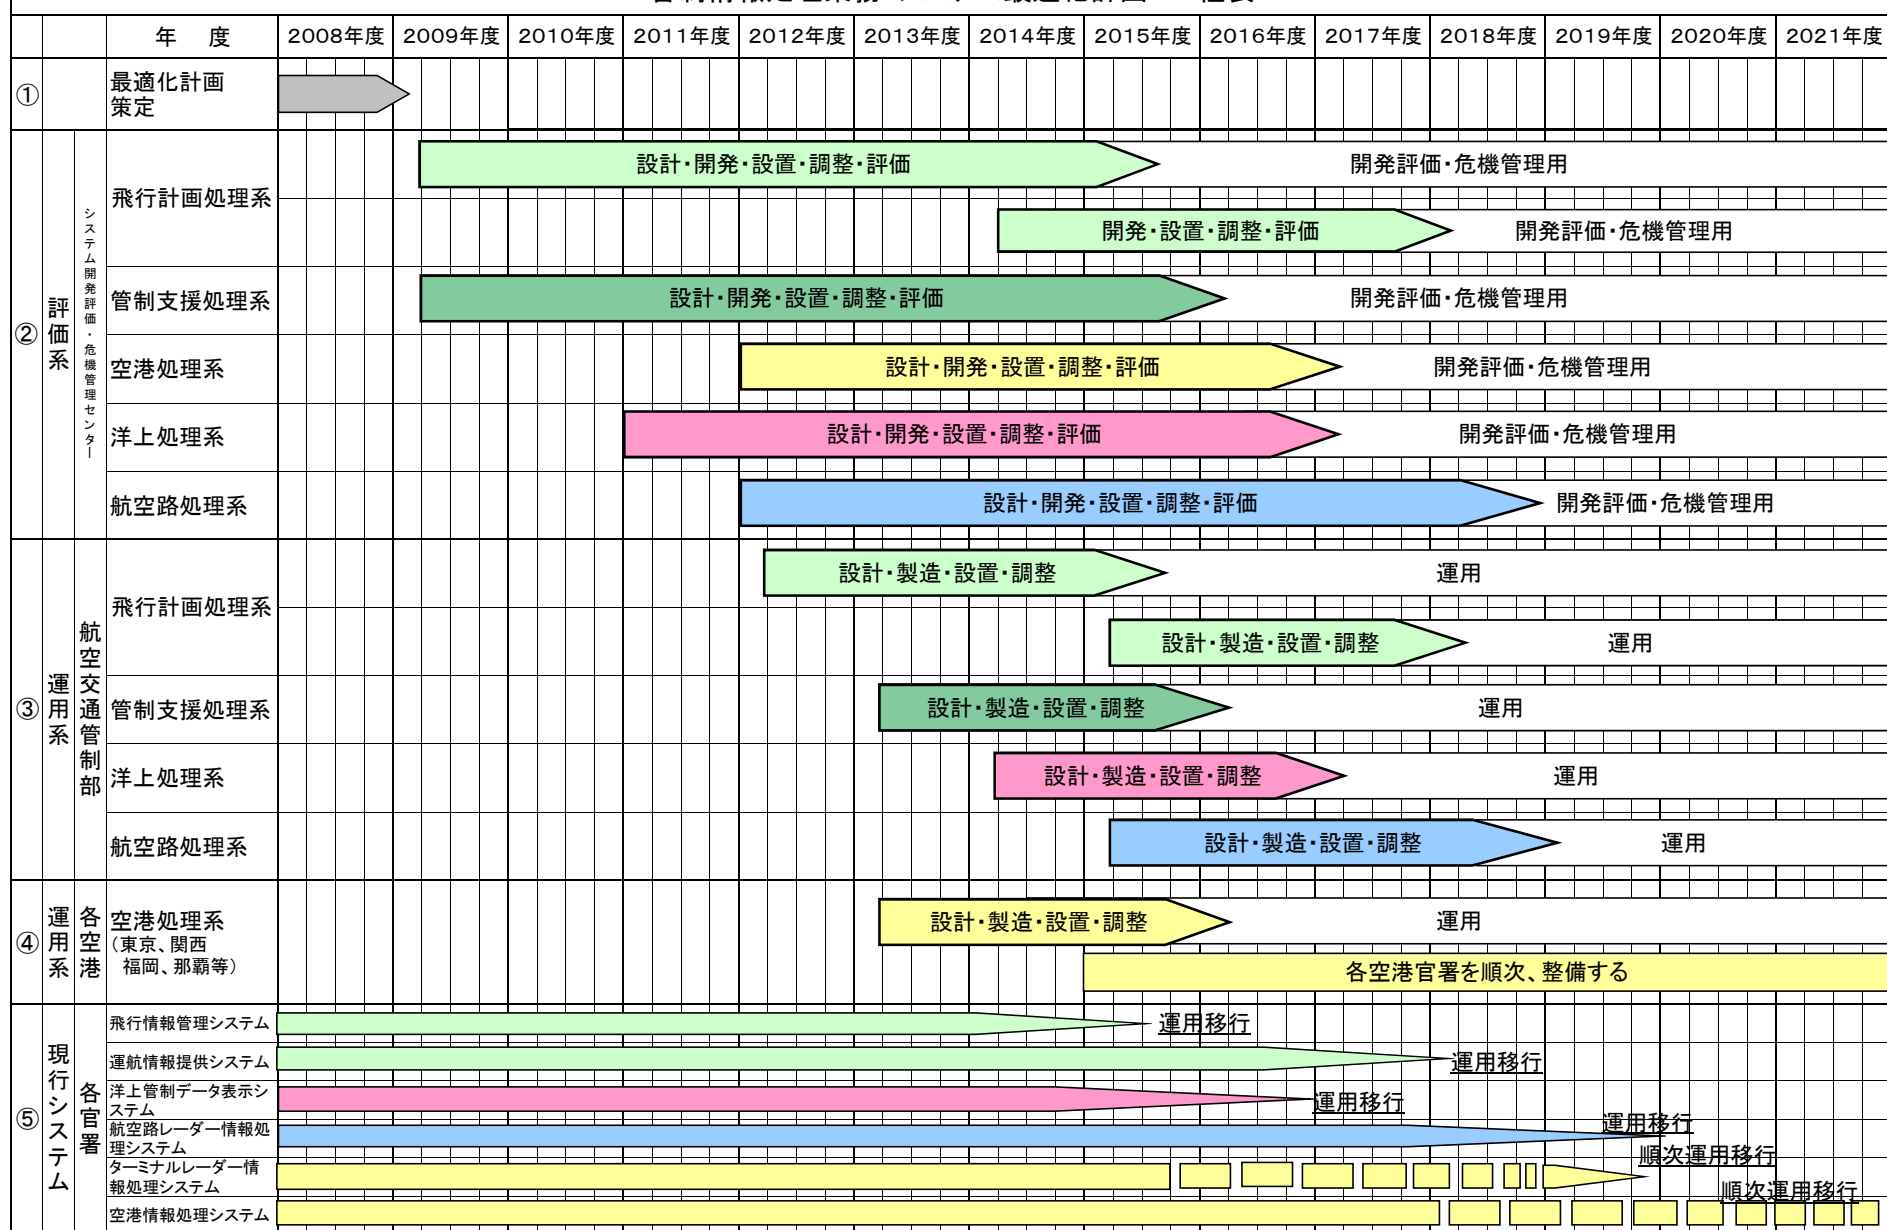 年 度 2008年度 2009年度 2010年度 2011年度 2012年度 2013年度 2014年度 2015年度 2016年度 2017年度 2018年度 2019年度 2020年度 2021年度
① 最適化計画
策定
② 評価系 システム開発評価・危機管理センター
飛行計画処理系 設計・開発・設置・調整・評価 開発評価・危機管理用
開発・設置・調整・評価 開発評価・危機管理用
管制支援処理系 設計・開発・設置・調整・評価 開発評価・危機管理用
空港処理系 設計・開発・設置・調整・評価 開発評価・危機管理用
洋上処理系 設計・開発・設置・調整・評価 開発評価・危機管理用
航空路処理系 設計・開発・設置・調整・評価 開発評価・危機管理用
③ 運用系 航空交通管制部
飛行計画処理系 設計・製造・設置・調整 運用
設計・製造・設置・調整 運用
管制支援処理系 設計・製造・設置・調整 運用
洋上処理系 設計・製造・設置・調整 運用
航空路処理系 設計・製造・設置・調整 運用
④ 運用系 各空港
空港処理系 設計・製造・設置・調整 運用
(東京、関西
福岡、那覇等)
各空港官署を順次、整備する
⑤ 現行システム 各官署
飛行情報管理システム 運用移行
運航情報提供システム 運用移行
洋上管制データ表示シ
ステム 運用移行
航空路レーダー情報処
理システム 運用移行
ターミナルレーダー情
報処理システム 順次運用移行
空港情報処理システム 順次運用移行